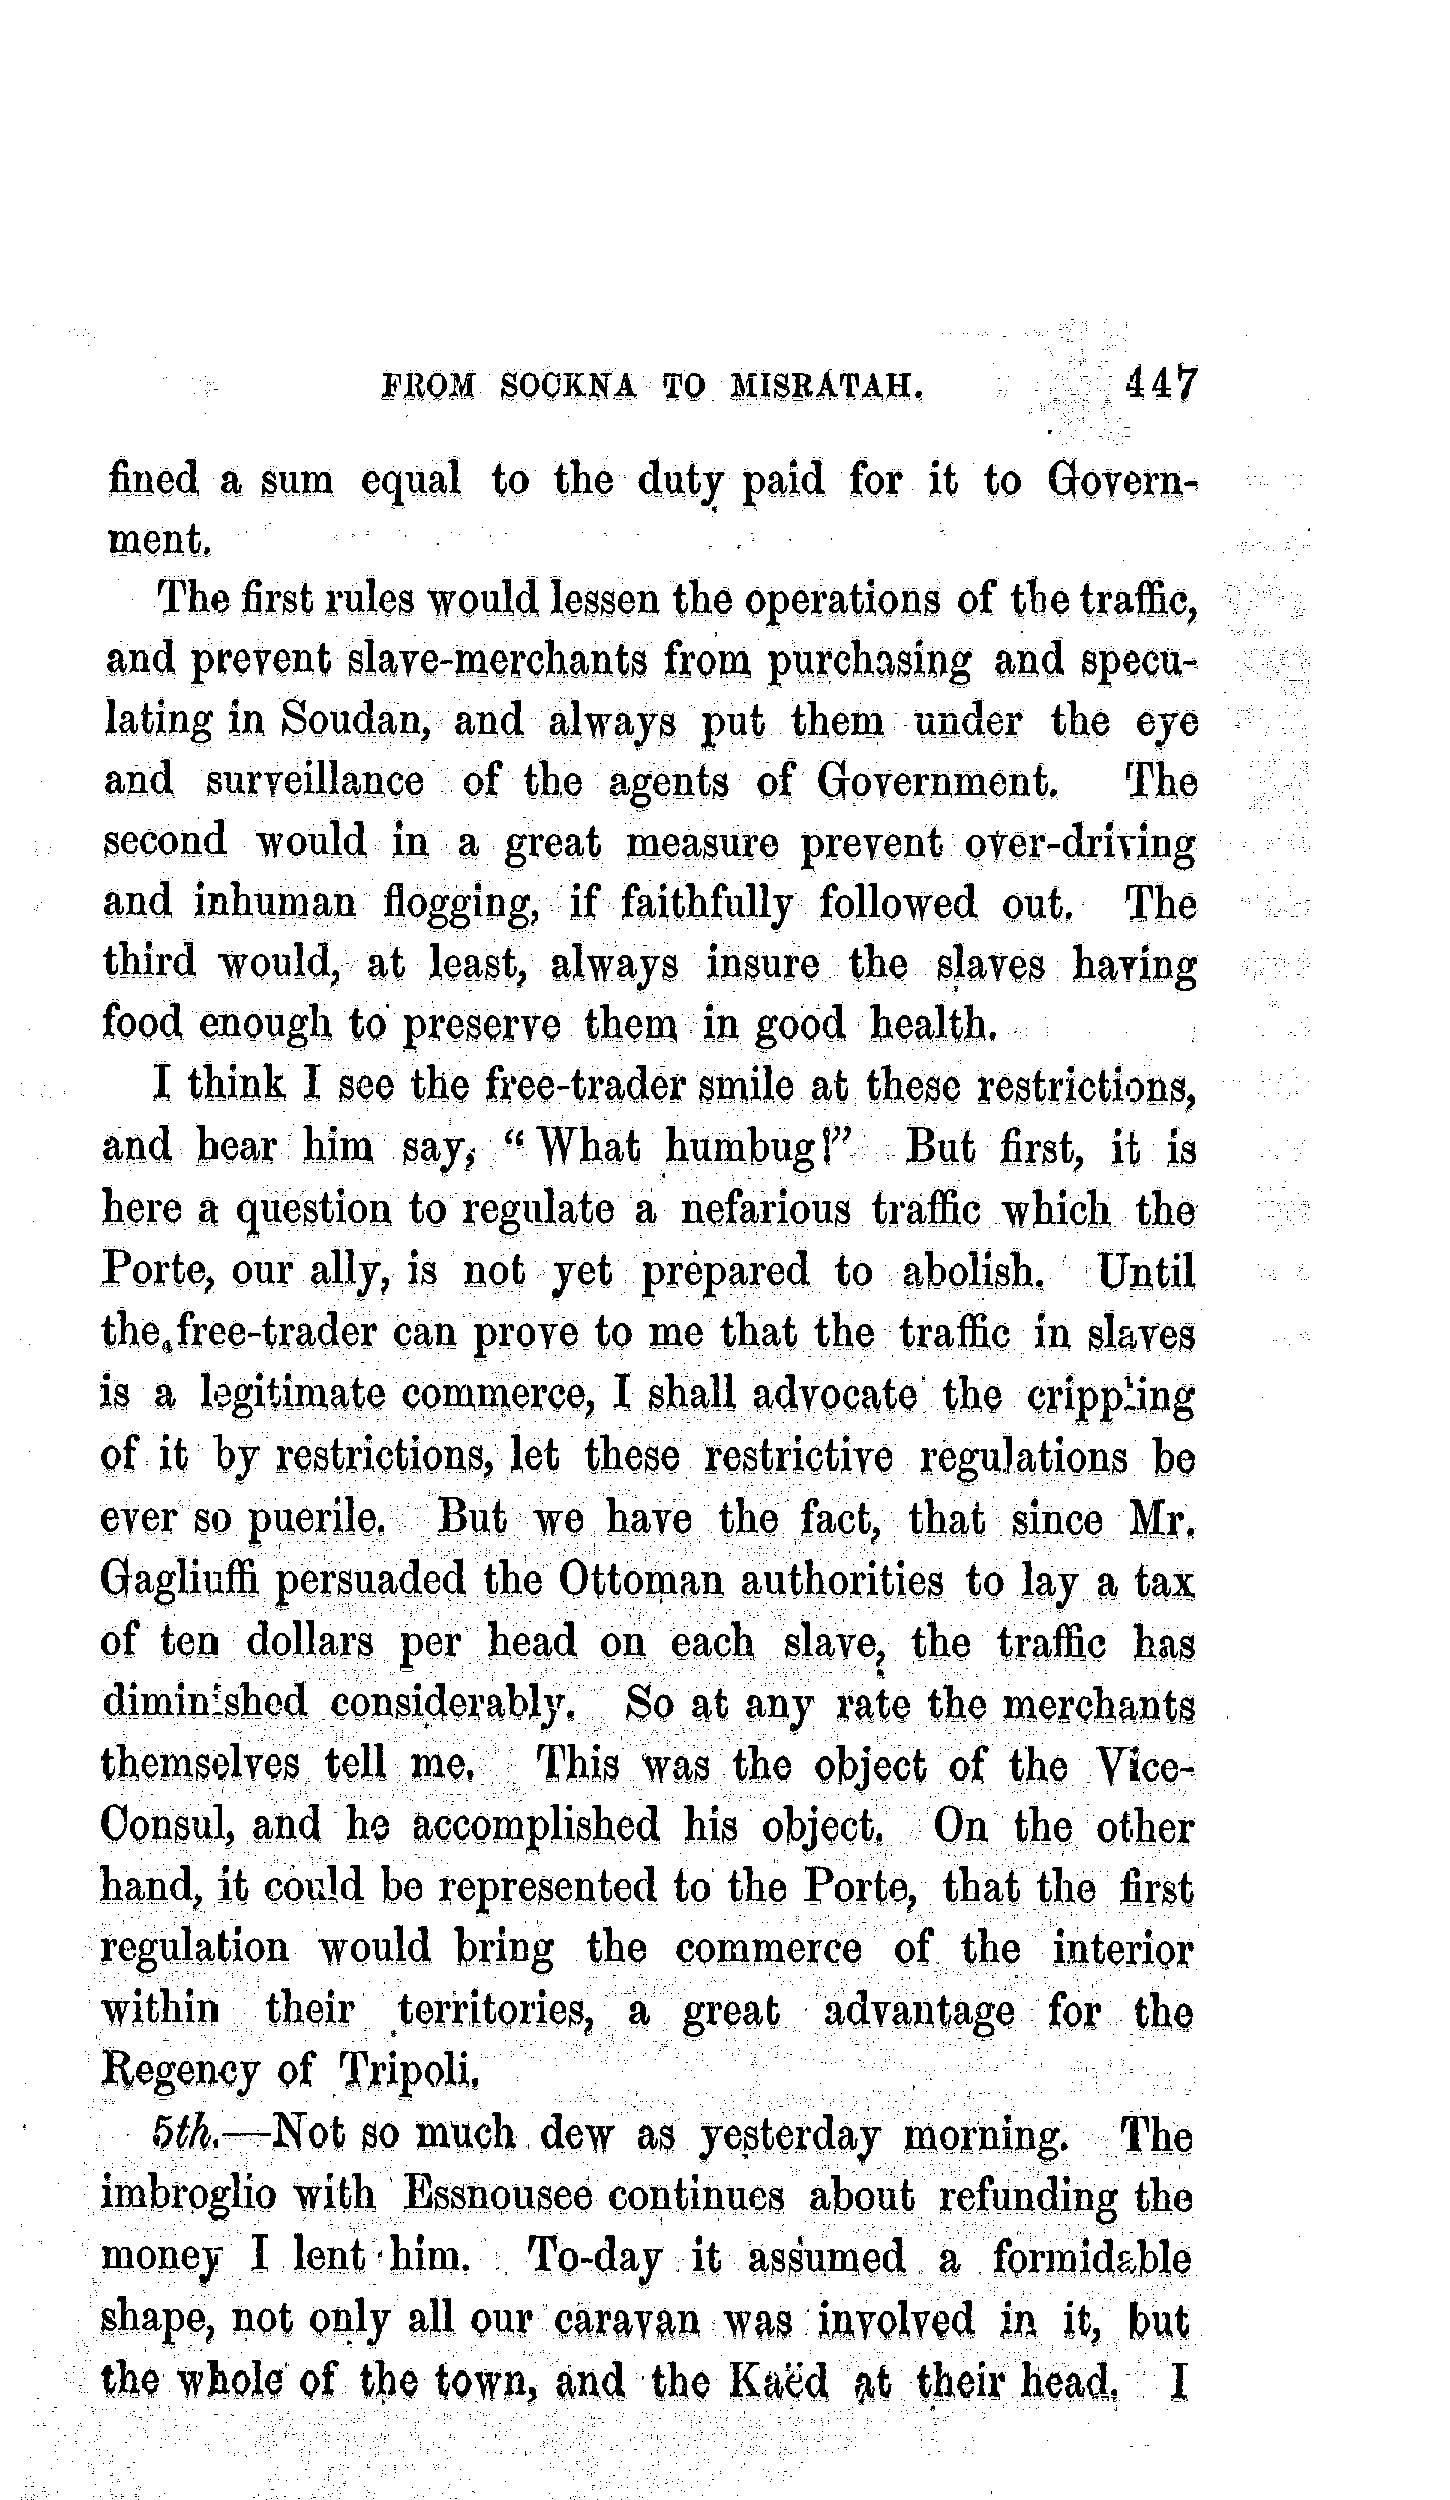 FROM SOCKNA TO MISRATAH. 447
fined a sum equal to the duty paid for it to Govern-
ment.
The first rules would lessen the operations of the traffic,
and prevent slave-merchants from purchasing and specu-
lating in Soudan, and always put them under the eye
and surveillance of the agents of Government. The
second would in a great measure prevent over-driving
and inhuman flogging, if faithfully followed out. The
third would, at least, always insure the slaves having
food enough to preserve them in good health.
I think I see the free-trader smile at these restrictions,
and hear him say, “What humbug!” But first, it is
here a question to regulate a nefarious traffic which the
Porte, our ally, is not yet prepared to abolish. Until
the free-trader can prove to me that the traffic in slaves
is a legitimate commerce, I shall advocate the crippling
of it by restrictions, let these restrictive regulations be
ever so puerile. But we have the fact, that since Mr.
Gagliuffi persuaded the Ottoman authorities to lay a tax
of ten dollars per head on each slave, the traffic has
diminished considerably. So at any rate the merchants
themselves tell me. This was the object of the Vice-
Consul, and he accomplished his object. On the other
hand, it could be represented to the Porte, that the first
regulation would bring the commerce of the interior
within their territories, a great advantage for the
Regency of Tripoli.
5th.—Not so much dew as yesterday morning. The
imbroglio with Essnousee continues about refunding the
money I lent him. To-day it assumed a formidable
shape, not only all our caravan was involved in it, but
the whole of the town, and the Kaëd at their head. I